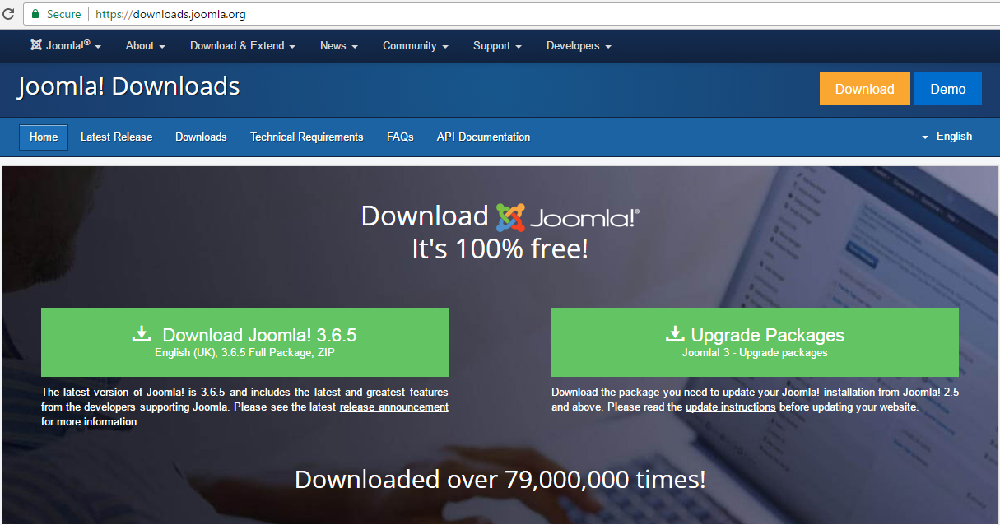 Secure https://downloads.joomla.org
Joomla!® About Download & Extend News Community Support Developers
Joomla! Downloads
Download Demo
Home Latest Release Downloads Technical Requirements FAQs API Documentation English
Download Joomla!®
It's 100% free!
Download Joomla! 3.6.5
English (UK), 3.6.5 Full Package, ZIP
The latest version of Joomla! is 3.6.5 and includes the latest and greatest features
from the developers supporting Joomla. Please see the latest release announcement
for more information.
Upgrade Packages
Joomla! 3 - Upgrade packages
Download the package you need to update your Joomla! installation from Joomla! 2.5
and above. Please read the update instructions before updating your website.
Downloaded over 79,000,000 times!